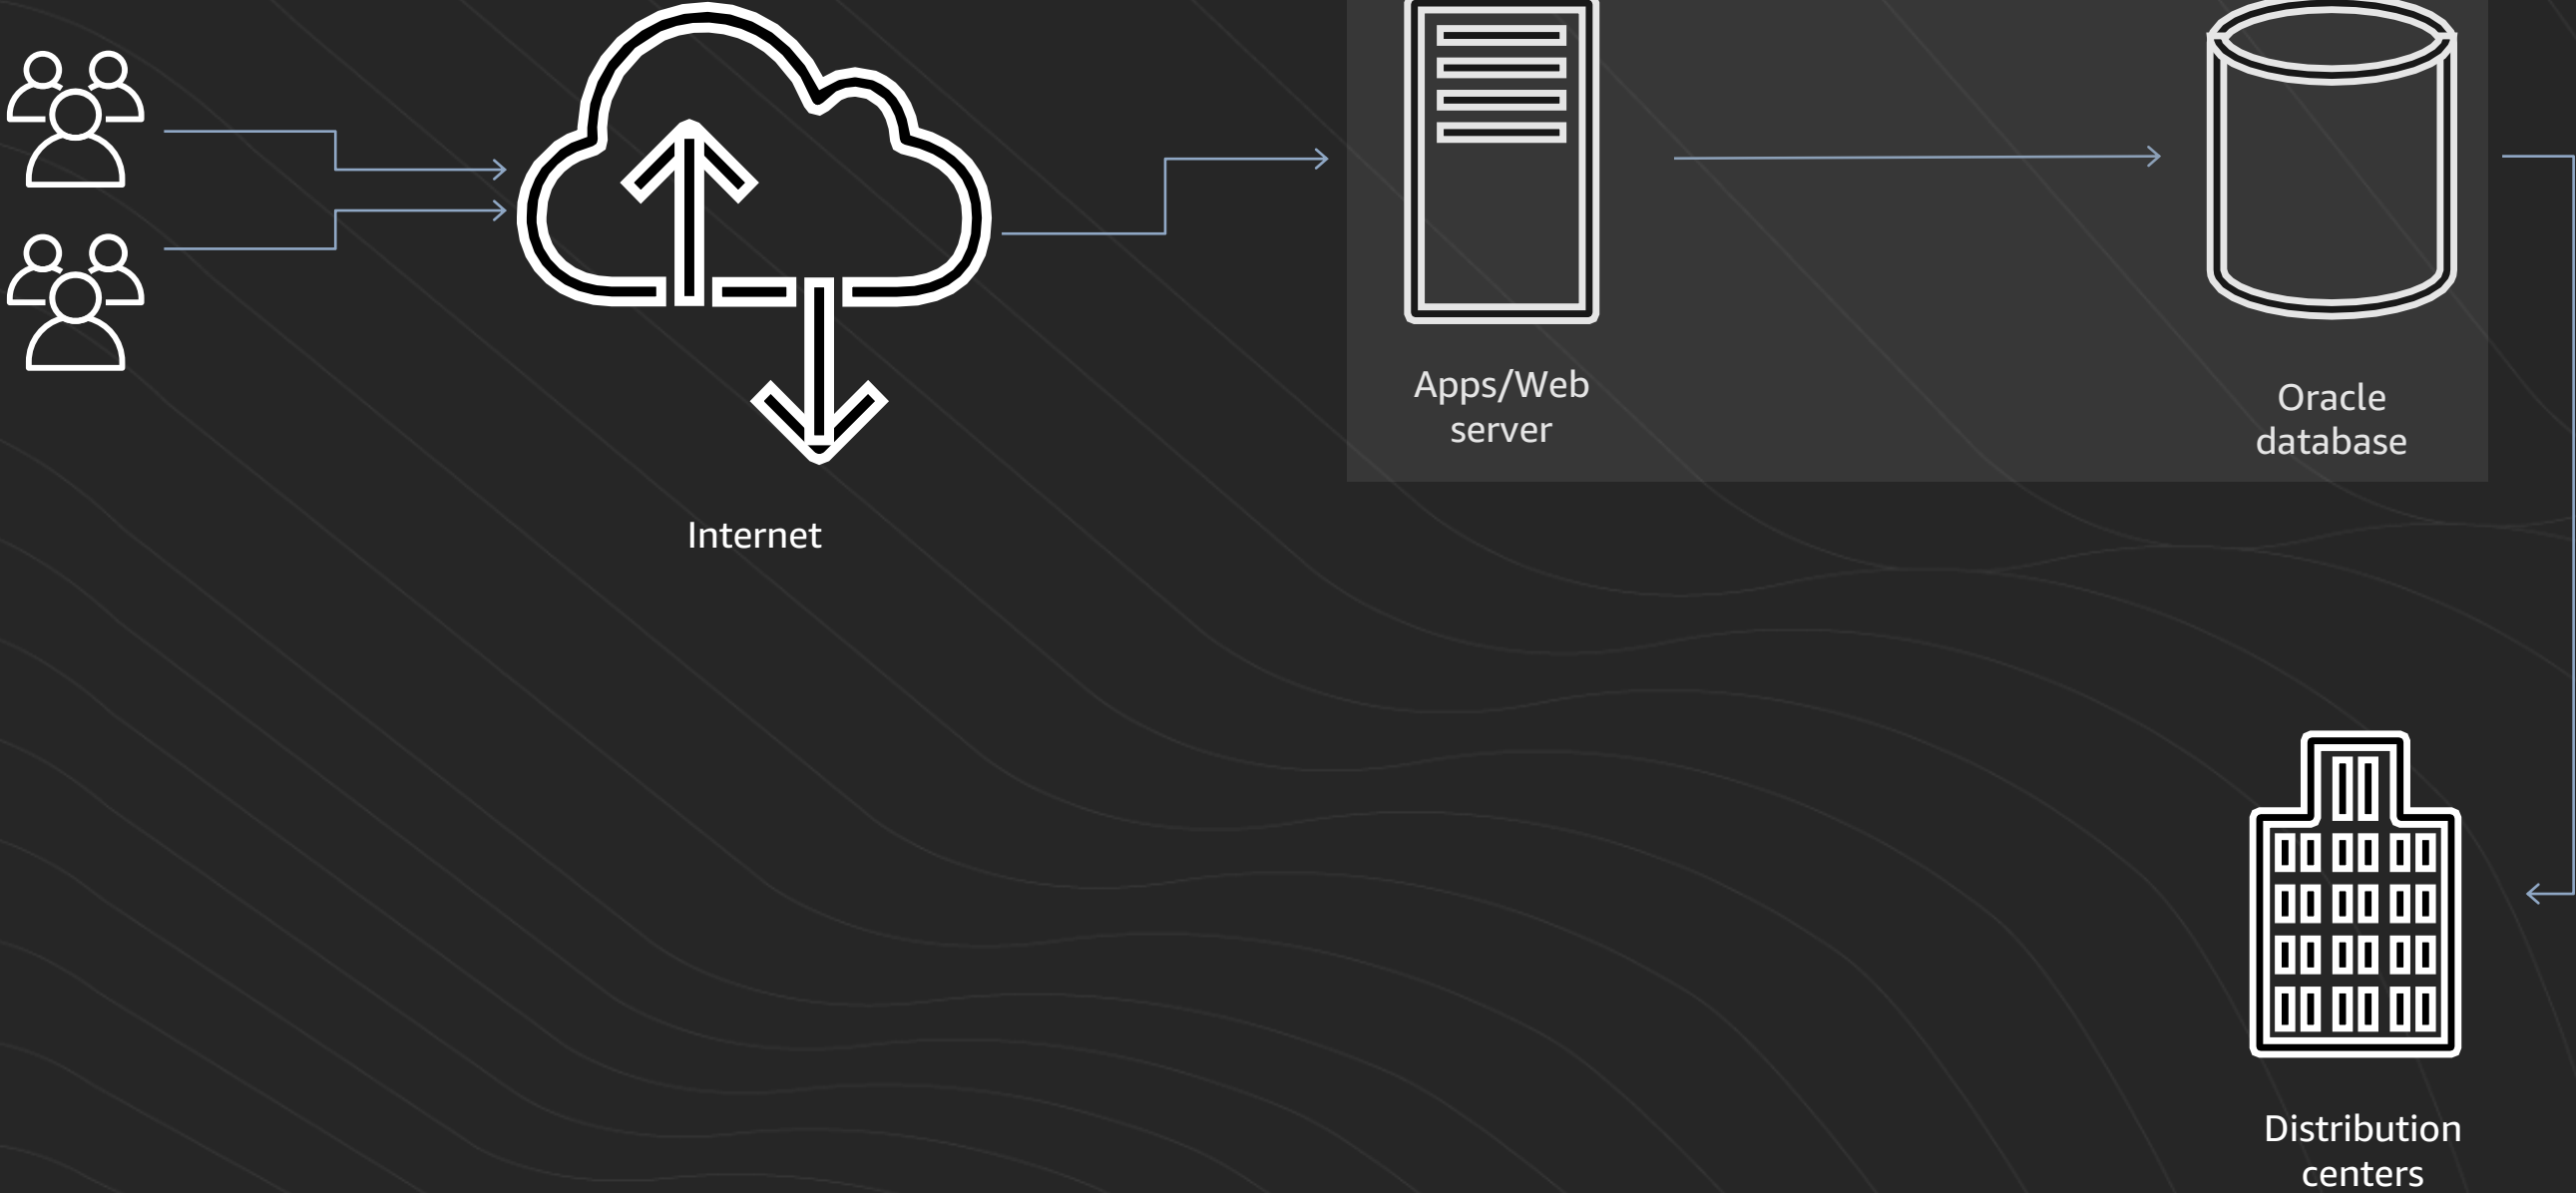 Apps/Web
server
Oracle
database
Internet
Distribution
centers